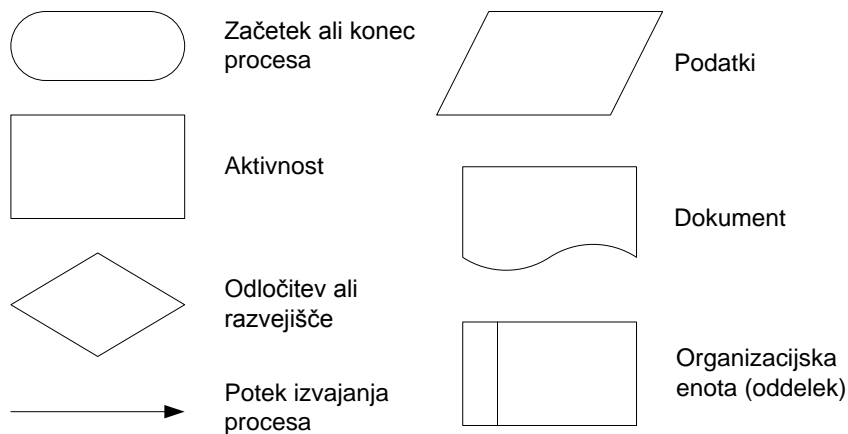 Začetek ali konec
procesa
Aktivnost
Odločitev ali
razvejišče
Potek izvajanja
procesa
Podatki
Dokument
Organizacijska
enota (oddelek)